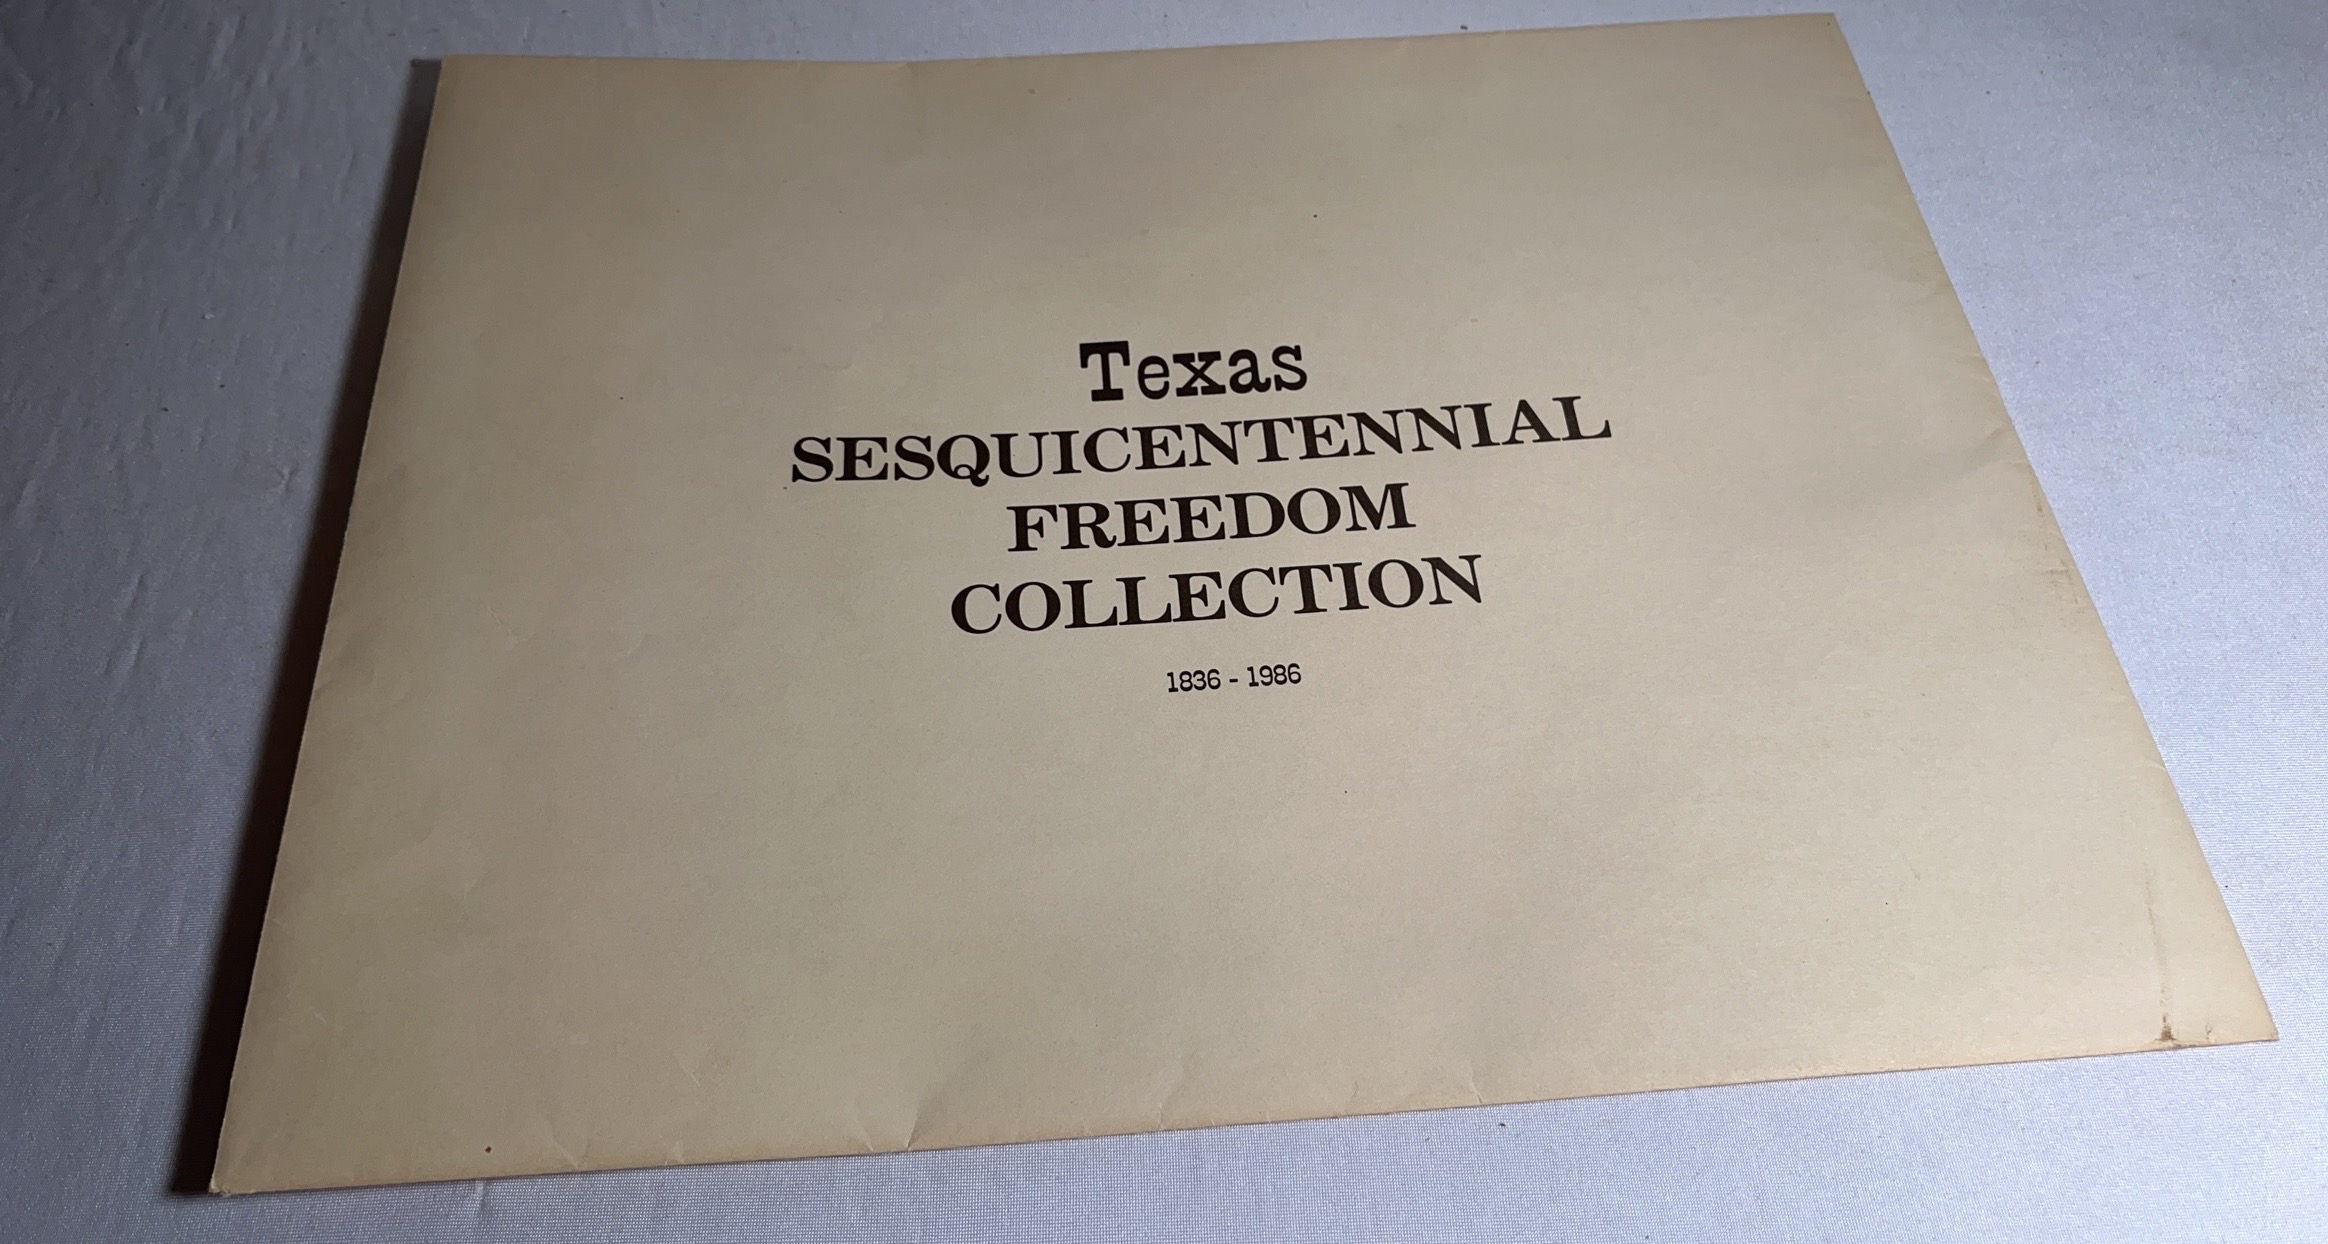 Texas
SESQUICENTENNIAL
FREEDOM
COLLECTION
1836 - 1986